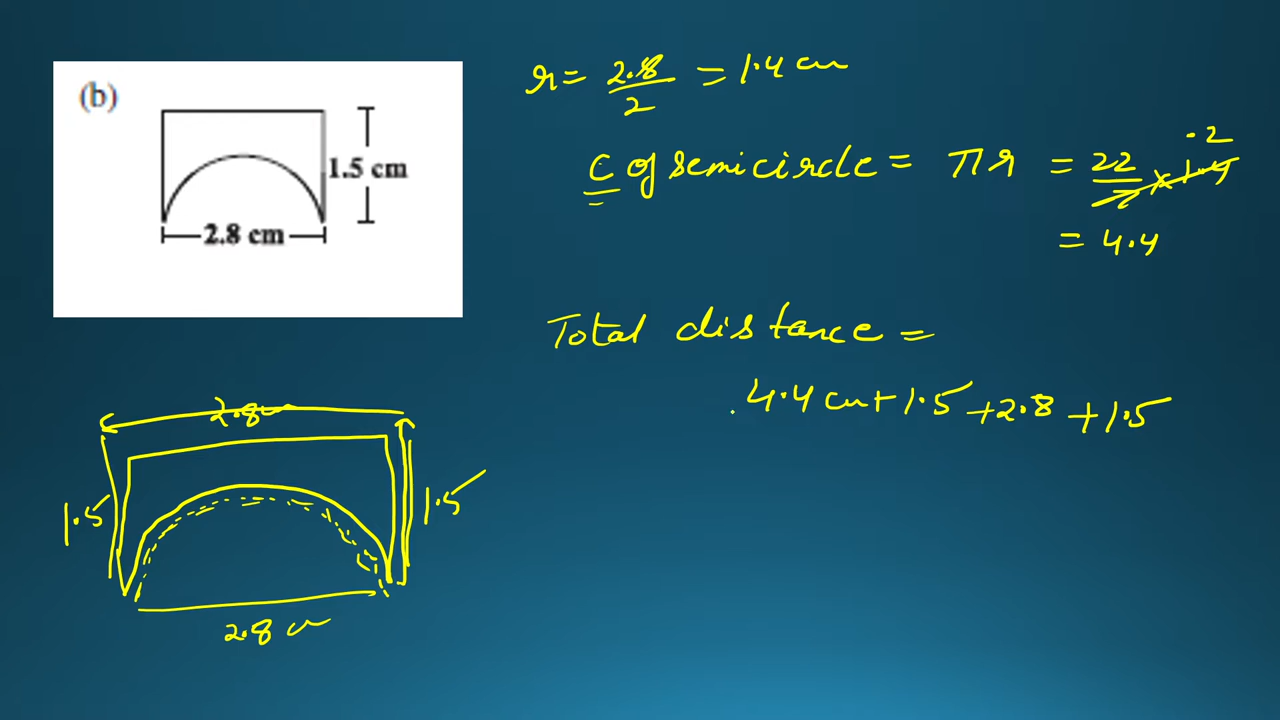 (b)
1.5 cm
2.8 cm
r = 2.8/2 = 1.4 cm
C of semicircle = πr = 22/7 × 1.4 .2
= 4.4
Total distance =
4.4 cm + 1.5 + 2.8 + 1.5
2.8 cm
1.5
1.5
2.8 cm